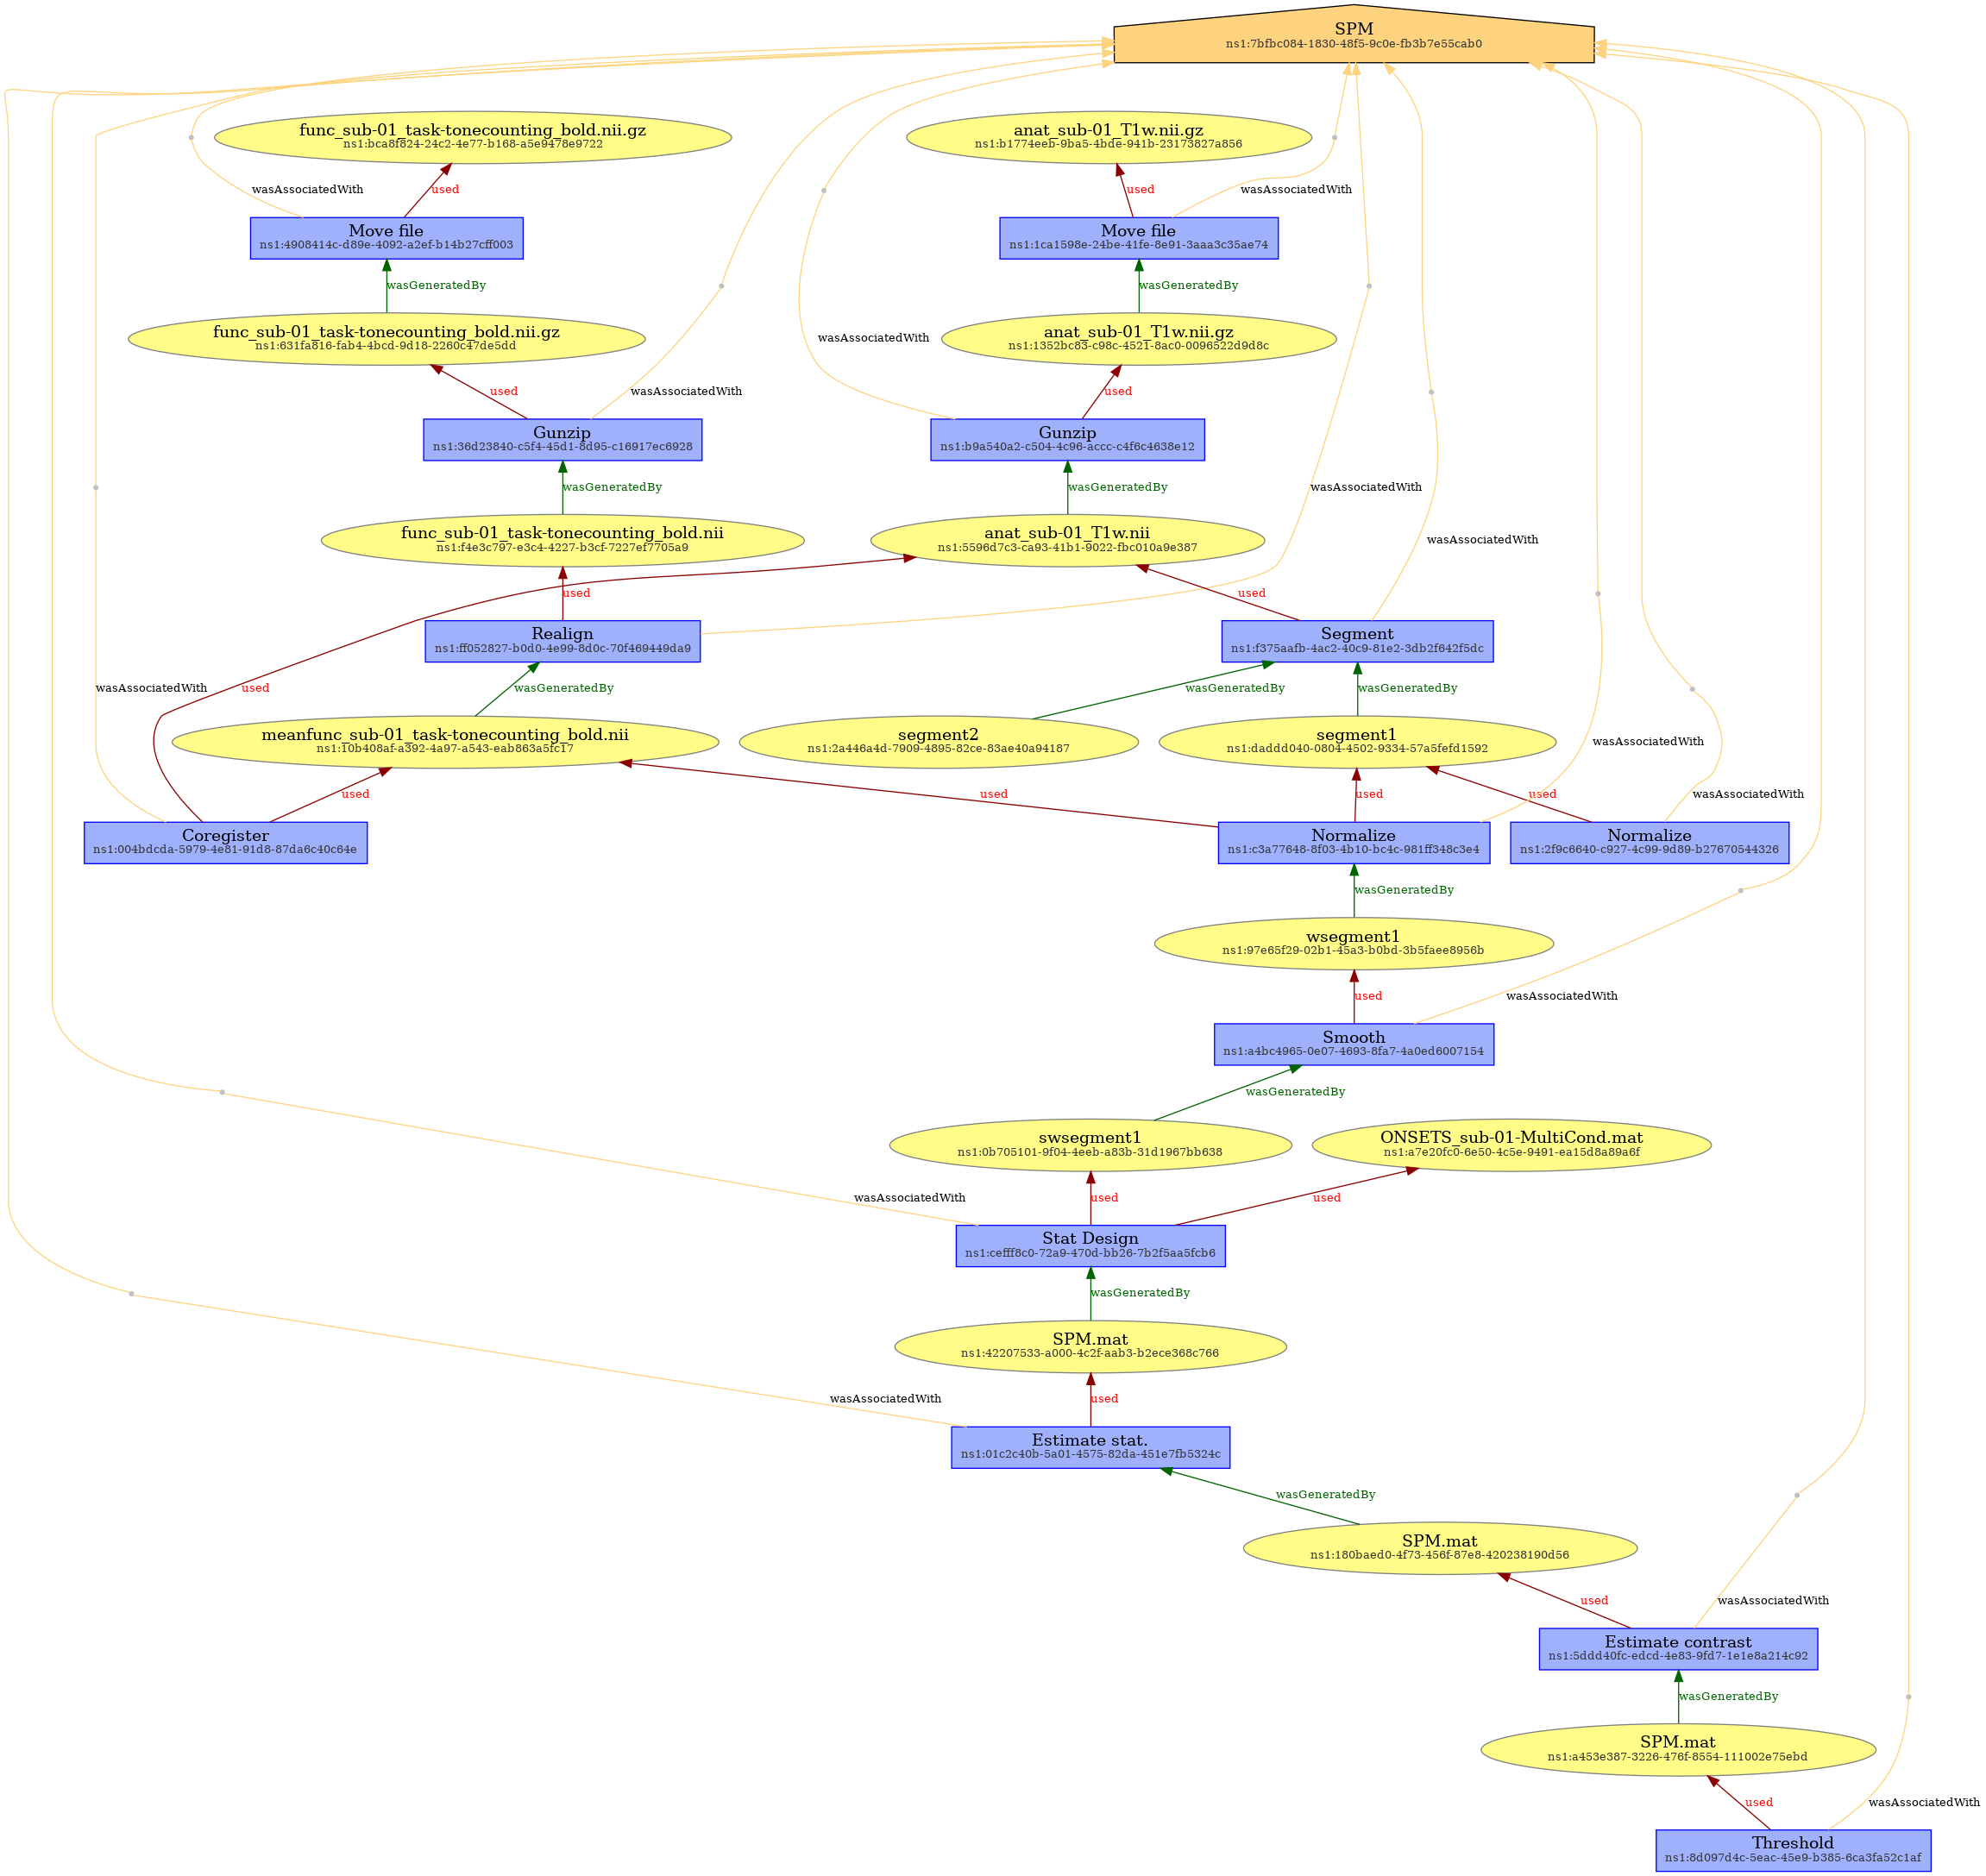 SPM
ns1:7bfbc084-1830-48f5-9c0e-fb3b7e55cab0
func_sub-01_task-tonecounting_bold.nii.gz
ns1:bca8f824-24c2-4e77-b168-a5e9478e9722
anat_sub-01_T1w.nii.gz
ns1:b1774eeb-9ba5-4bde-941b-23173827a856
wasAssociatedWith
used
used
wasAssociatedWith
Move file
ns1:4908414c-d89e-4092-a2ef-b14b27cff003
Move file
ns1:1ca1598e-24be-41fe-8e91-3aaa3c35ae74
wasGeneratedBy
wasGeneratedBy
func_sub-01_task-tonecounting_bold.nii.gz
ns1:631fa816-fab4-4bcd-9d18-2260c47de5dd
anat_sub-01_T1w.nii.gz
ns1:1352bc83-c98c-4521-8ac0-0096522d9d8c
wasAssociatedWith
used
wasAssociatedWith
used
Gunzip
ns1:36d23840-c5f4-45d1-8d95-c16917ec6928
Gunzip
ns1:b9a540a2-c504-4c96-accc-c4f6c4638e12
wasGeneratedBy
wasGeneratedBy
wasAssociatedWith
func_sub-01_task-tonecounting_bold.nii
ns1:f4e3c797-e3c4-4227-b3cf-7227ef7705a9
anat_sub-01_T1w.nii
ns1:5596d7c3-ca93-41b1-9022-fbc010a9e387
wasAssociatedWith
used
used
Realign
ns1:ff052827-b0d0-4e99-8d0c-70f469449da9
Segment
ns1:f375aafb-4ac2-40c9-81e2-3db2f642f5dc
wasAssociatedWith
used
wasGeneratedBy
wasGeneratedBy
wasGeneratedBy
meanfunc_sub-01_task-tonecounting_bold.nii
ns1:10b408af-a392-4a97-a543-eab863a5fc17
segment2
ns1:2a446a4d-7909-4895-82ce-83ae40a94187
segment1
ns1:daddd040-0804-4502-9334-57a5fefd1592
wasAssociatedWith
used
used
used
used
wasAssociatedWith
Coregister
ns1:004bdcda-5979-4e81-91d8-87da6c40c64e
Normalize
ns1:c3a77648-8f03-4b10-bc4c-981ff348c3e4
Normalize
ns1:2f9c6640-c927-4c99-9d89-b27670544326
wasGeneratedBy
wsegment1
ns1:97e65f29-02b1-45a3-b0bd-3b5faee8956b
used
wasAssociatedWith
Smooth
ns1:a4bc4965-0e07-4693-8fa7-4a0ed6007154
wasGeneratedBy
swsegment1
ns1:0b705101-9f04-4eeb-a83b-31d1967bb638
ONSETS_sub-01-MultiCond.mat
ns1:a7e20fc0-6e50-4c5e-9491-ea15d8a89a6f
wasAssociatedWith
used
used
Stat Design
ns1:cefff8c0-72a9-470d-bb26-7b2f5aa5fcb6
wasGeneratedBy
SPM.mat
ns1:42207533-a000-4c2f-aab3-b2ece368c766
wasAssociatedWith
used
Estimate stat.
ns1:01c2c40b-5a01-4575-82da-451e7fb5324c
wasGeneratedBy
SPM.mat
ns1:180baed0-4f73-456f-87e8-420238190d56
used
wasAssociatedWith
Estimate contrast
ns1:5ddd40fc-edcd-4e83-9fd7-1e1e8a214c92
wasGeneratedBy
SPM.mat
ns1:a453e387-3226-476f-8554-111002e75ebd
used
wasAssociatedWith
Threshold
ns1:8d097d4c-5eac-45e9-b385-6ca3fa52c1af